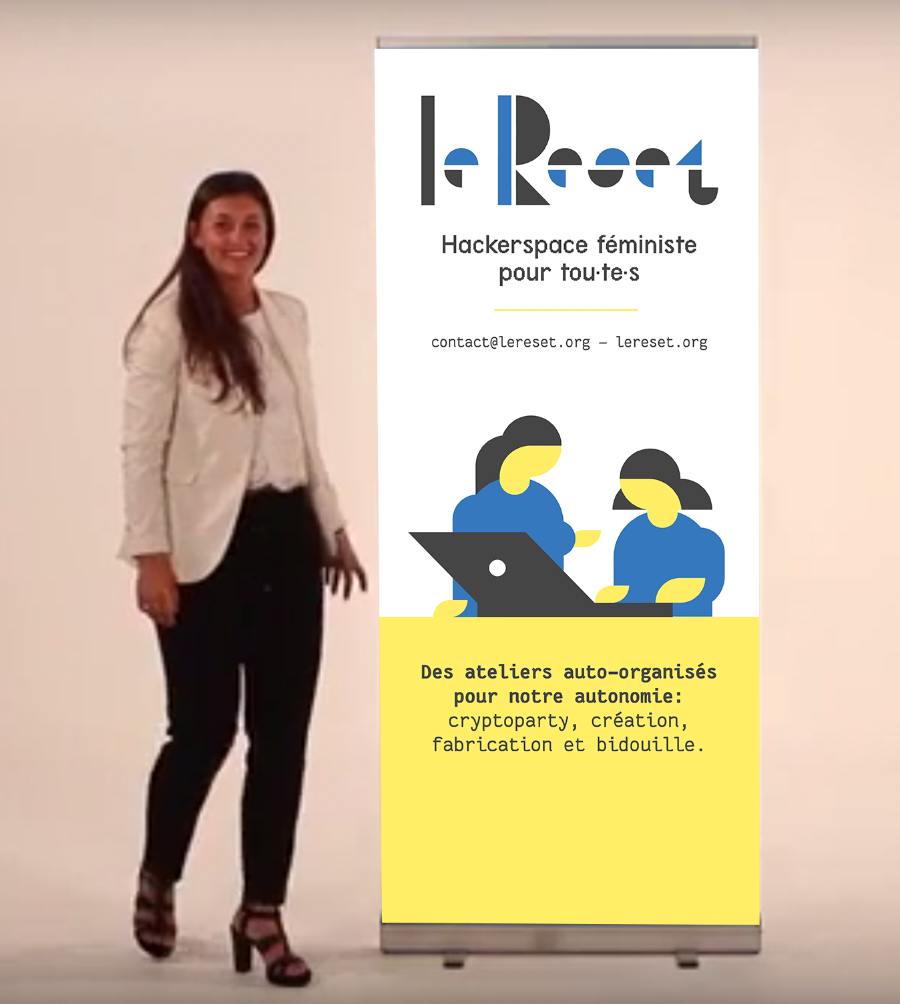 le Reset
Hackerspace féministe
pour tou·te·s
contact@lereset.org – lereset.org
Des ateliers auto-organisés
pour notre autonomie:
cryptoparty, création,
fabrication et bidouille.